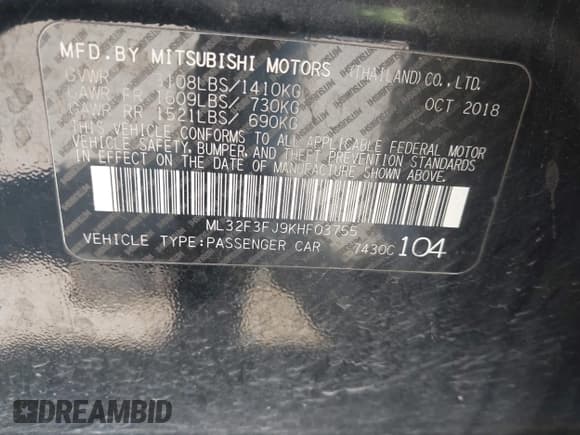 MFD. BY MITSUBISHI MOTORS (THAILAND) CO., LTD.
GVWR 3108LBS/1410KG OCT 2018
GAWR FR 1609LBS/ 730KG
GAWR RR 1521LBS/ 690KG
THIS VEHICLE CONFORMS TO ALL APPLICABLE FEDERAL MOTOR
VEHICLE SAFETY, BUMPER, AND THEFT PREVENTION STANDARDS
IN EFFECT ON THE DATE OF MANUFACTURE SHOWN ABOVE.
ML32F3FJ9KHF03755
VEHICLE TYPE:PASSENGER CAR 7430C 104
DREAMBID